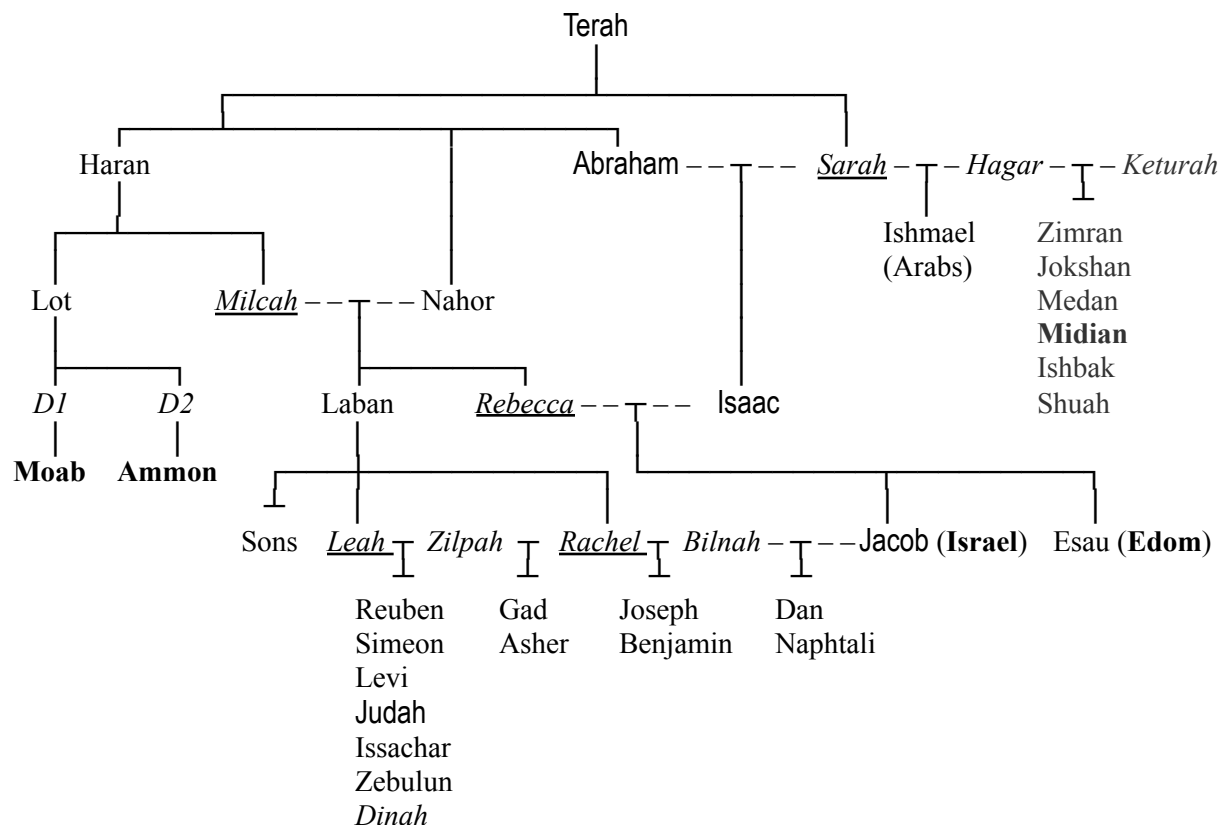 Terah
Haran Abraham Sarah Hagar Keturah
Ishmael Zimran
(Arabs) Jokshan
Lot Milcah Nahor Medan
Midian
Ishbak
D1 D2 Laban Rebecca Isaac Shuah
Moab Ammon
Sons Leah Zilpah Rachel Bilnah Jacob (Israel) Esau (Edom)
Reuben Gad Joseph Dan
Simeon Asher Benjamin Naphtali
Levi
Judah
Issachar
Zebulun
Dinah